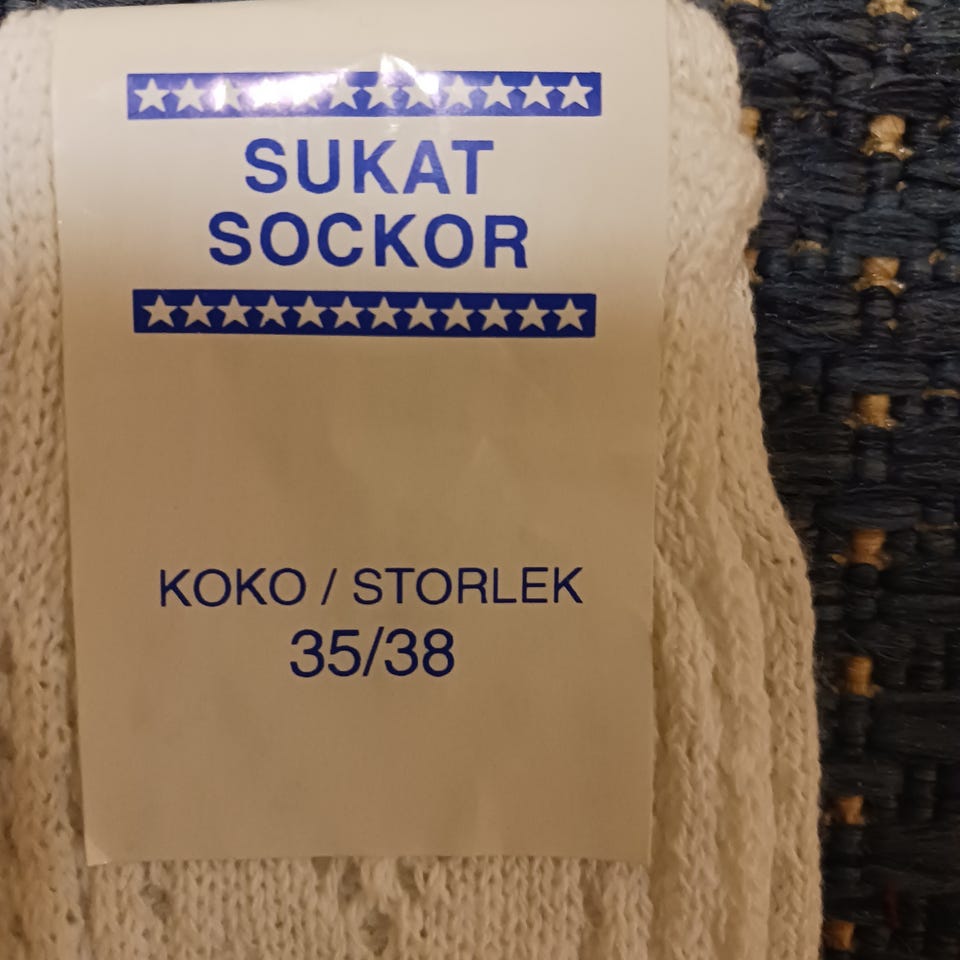 SUKAT
SOCKOR
KOKO / STORLEK
35/38